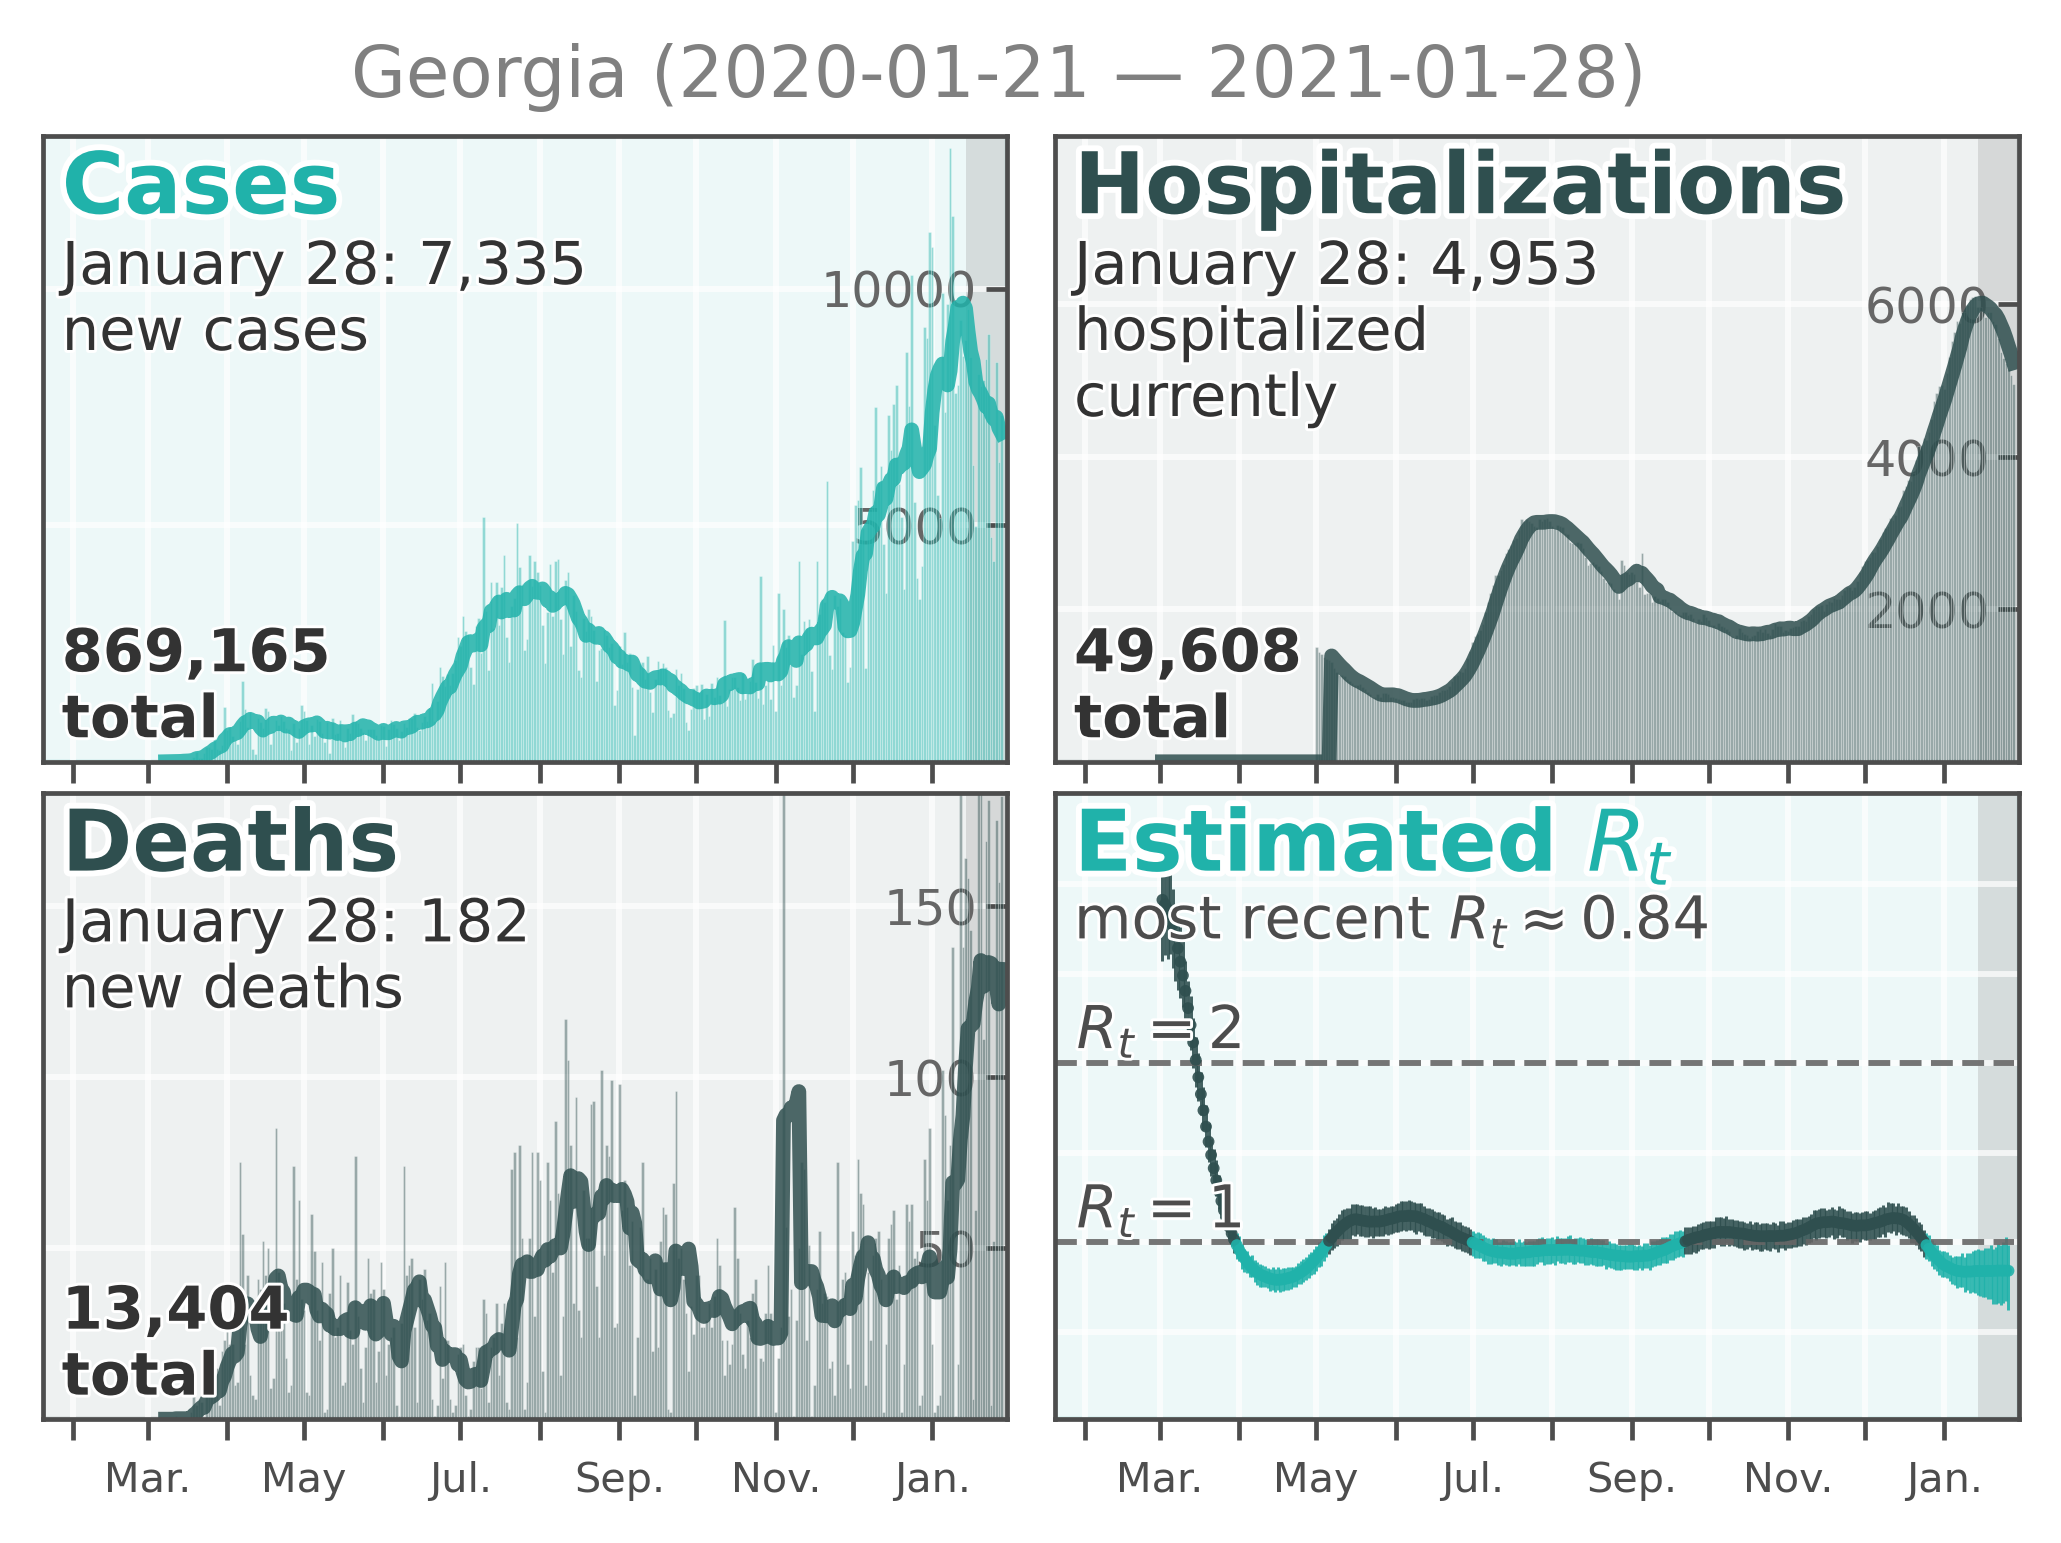 Georgia (2020-01-21 — 2021-01-28)
Cases
January 28: 7,335
new cases
10000
5000
869,165
total
Hospitalizations
January 28: 4,953
hospitalized
currently
6000
4000
2000
49,608
total
Deaths
January 28: 182
new deaths
150
100
50
13,404
total
Mar. May Jul. Sep. Nov. Jan.
Estimated Rₜ
most recent Rₜ ≈ 0.84
Rₜ = 2
Rₜ = 1
Mar. May Jul. Sep. Nov. Jan.